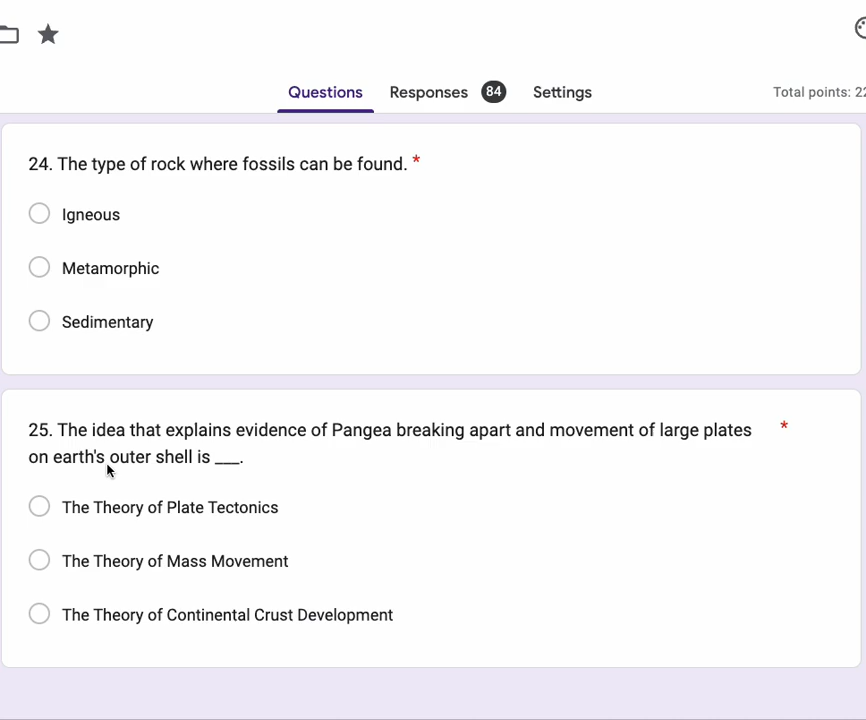 Questions Responses 84 Settings Total points: 22
24. The type of rock where fossils can be found. *
Igneous
Metamorphic
Sedimentary
25. The idea that explains evidence of Pangea breaking apart and movement of large plates *
on earth's outer shell is ___.
The Theory of Plate Tectonics
The Theory of Mass Movement
The Theory of Continental Crust Development